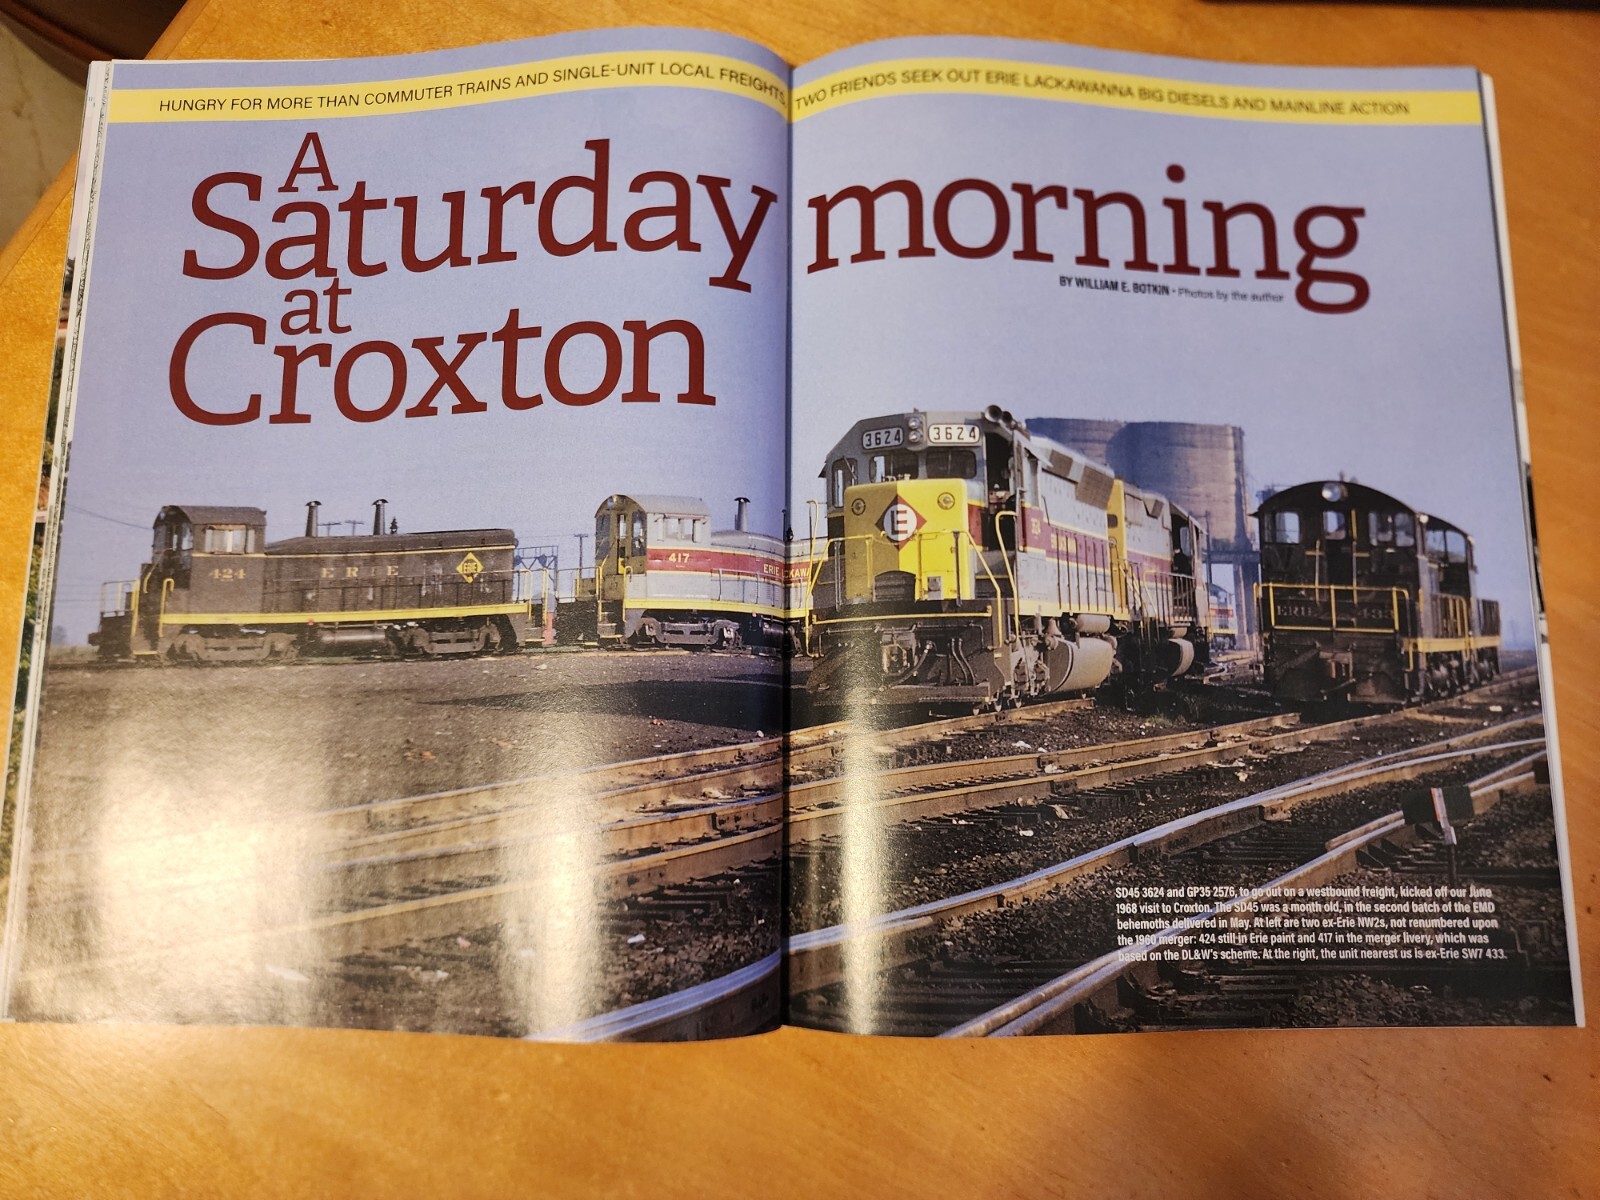 HUNGRY FOR MORE THAN COMMUTER TRAINS AND SINGLE-UNIT LOCAL FREIGHTS, TWO FRIENDS SEEK OUT ERIE LACKAWANNA BIG DIESELS AND MAINLINE ACTION
A
Saturday morning
at
Croxton
BY WILLIAM E. BOTKIN • Photos by the author
3624 3624
E
424 ERIE ERIE
417
ERIE LACKAWA
ERIE 433
SD45 3624 and GP35 2576, to go out on a westbound freight, kicked off our June
1968 visit to Croxton. The SD45 was a month old, in the second batch of the EMD
behemoths delivered in May. At left are two ex-Erie NW2s, not renumbered upon
the 1960 merger: 424 still in Erie paint and 417 in the merger livery, which was
based on the DL&W's scheme. At the right, the unit nearest us is ex-Erie SW7 433.